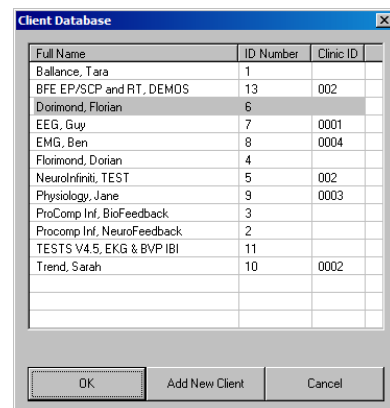 Client Database
Full Name ID Number Clinic ID
Ballance, Tara 1
BFE EP/SCP and RT, DEMOS 13 002
Dorimond, Florian 6
EEG, Guy 7 0001
EMG, Ben 8 0004
Florimond, Dorian 4
NeuroInfiniti, TEST 5 002
Physiology, Jane 9 0003
ProComp Inf, BioFeedback 3
Procomp Inf, NeuroFeedback 2
TESTS V4.5, EKG & BVP IBI 11
Trend, Sarah 10 0002
OK Add New Client Cancel